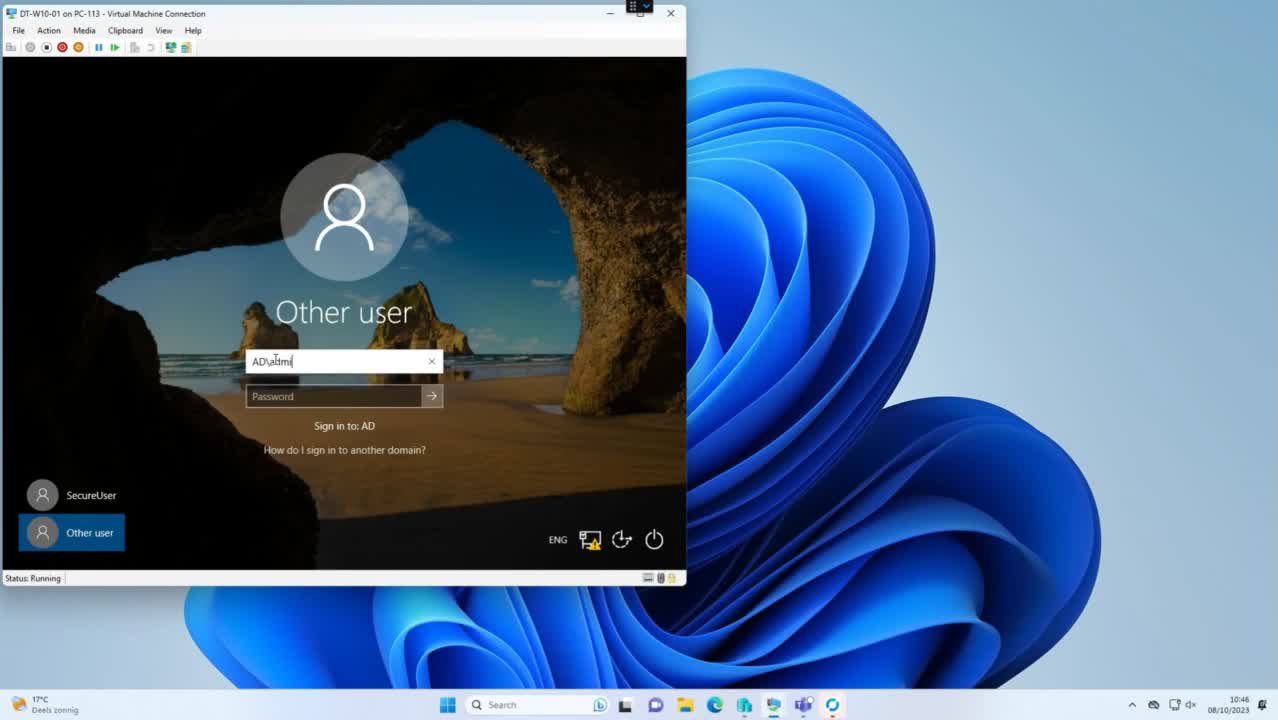 DT-W10-01 on PC-113 - Virtual Machine Connection
File Action Media Clipboard View Help
Other user
AD\admi
Password
Sign in to: AD
How do I sign in to another domain?
SecureUser
Other user
ENG
Status: Running
17°C
Deels zonnig
Search
10:46
08/10/2023